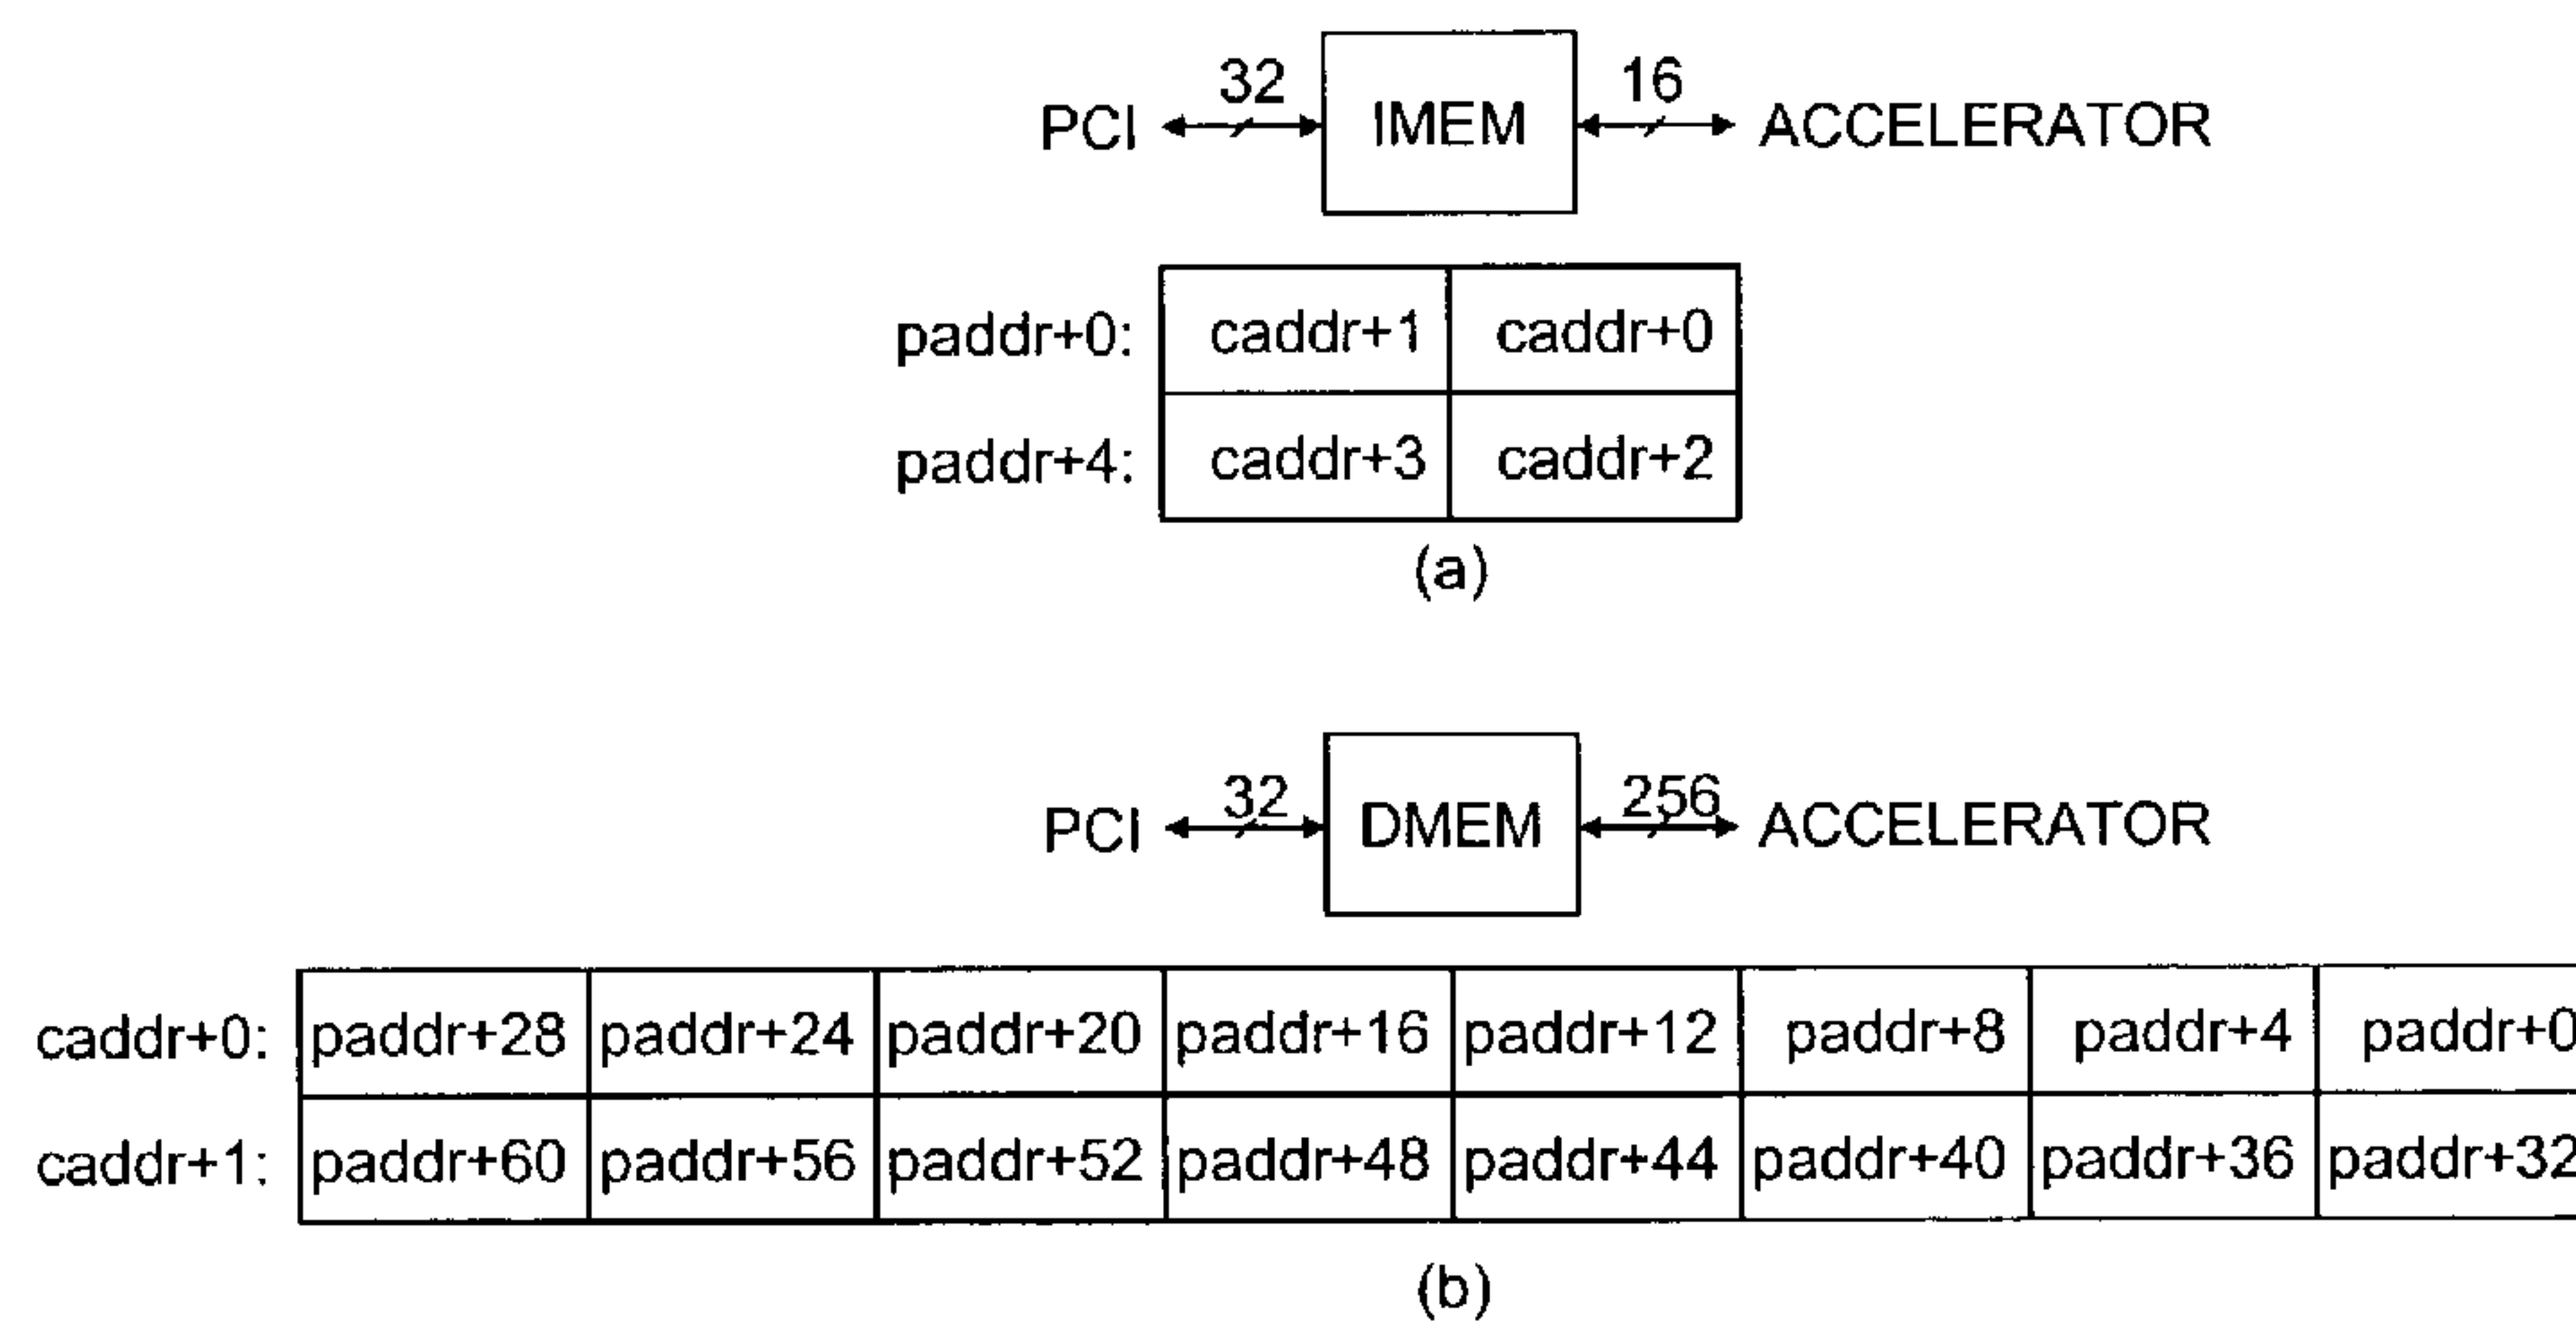 PCI 32 IMEM 16 ACCELERATOR
paddr+0: caddr+1 caddr+0
paddr+4: caddr+3 caddr+2
(a)
PCI 32 DMEM 256 ACCELERATOR
caddr+0: paddr+28 paddr+24 paddr+20 paddr+16 paddr+12 paddr+8 paddr+4 paddr+0
caddr+1: paddr+60 paddr+56 paddr+52 paddr+48 paddr+44 paddr+40 paddr+36 paddr+32
(b)